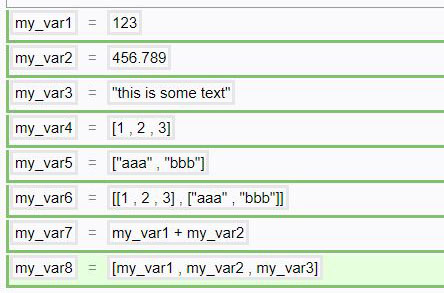 my_var1 = 123
my_var2 = 456.789
my_var3 = "this is some text"
my_var4 = [1 , 2 , 3]
my_var5 = ["aaa" , "bbb"]
my_var6 = [[1 , 2 , 3] , ["aaa" , "bbb"]]
my_var7 = my_var1 + my_var2
my_var8 = [my_var1 , my_var2 , my_var3]